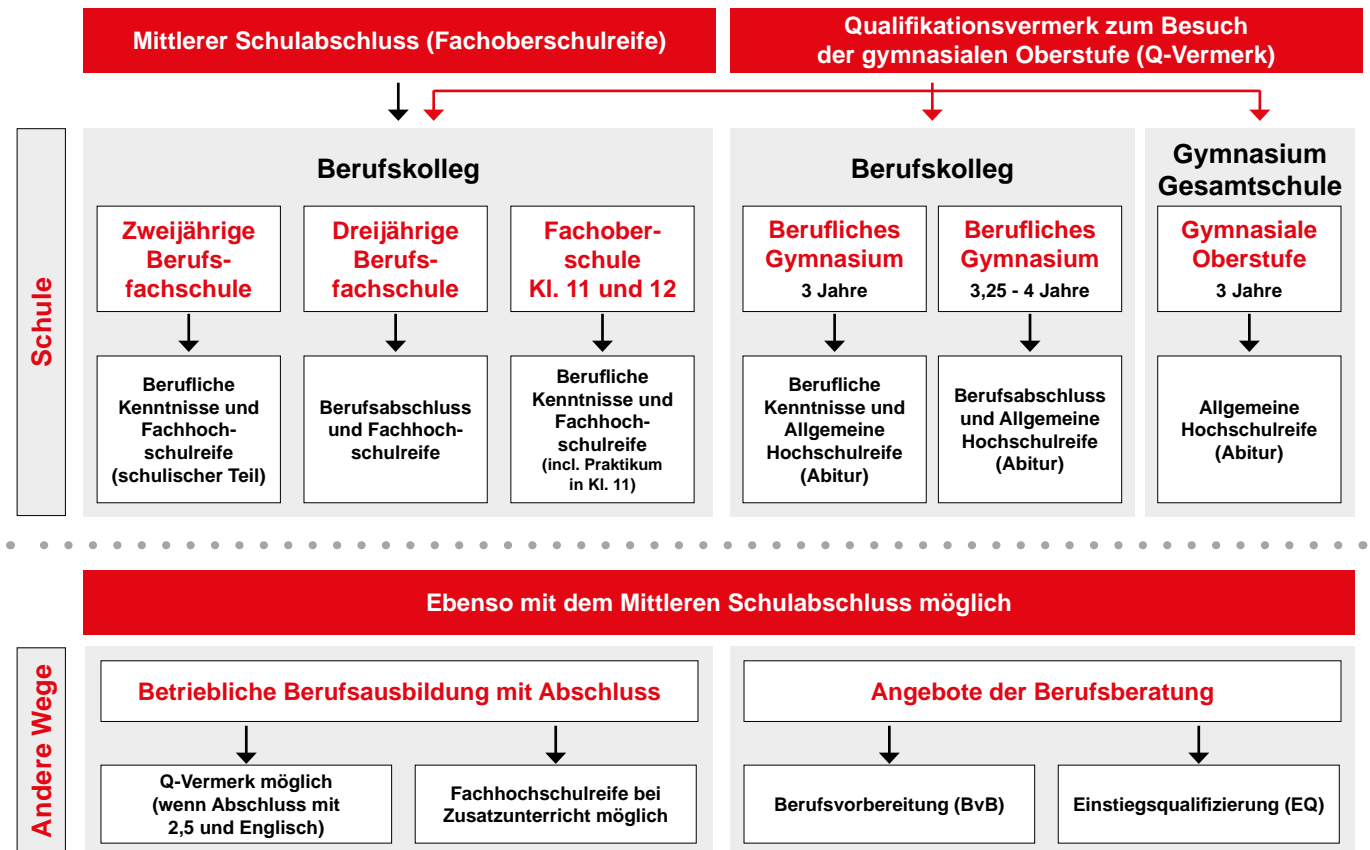 Mittlerer Schulabschluss (Fachoberschulreife)
Qualifikationsvermerk zum Besuch
der gymnasialen Oberstufe (Q-Vermerk)
Schule
Berufskolleg
Zweijährige
Berufs-
fachschule
Dreijährige
Berufs-
fachschule
Fachober-
schule
Kl. 11 und 12
Berufliche
Kenntnisse und
Fachhoch-
schulreife
(schulischer Teil)
Berufsabschluss
und Fachhoch-
schulreife
Berufliche
Kenntnisse und
Fachhoch-
schulreife
(incl. Praktikum
in Kl. 11)
Berufskolleg
Berufliches
Gymnasium
3 Jahre
Berufliches
Gymnasium
3,25 - 4 Jahre
Berufliche
Kenntnisse und
Allgemeine
Hochschulreife
(Abitur)
Berufsabschluss
und Allgemeine
Hochschulreife
(Abitur)
Gymnasium
Gesamtschule
Gymnasiale
Oberstufe
3 Jahre
Allgemeine
Hochschulreife
(Abitur)
Ebenso mit dem Mittleren Schulabschluss möglich
Andere Wege
Betriebliche Berufsausbildung mit Abschluss
Q-Vermerk möglich
(wenn Abschluss mit
2,5 und Englisch)
Fachhochschulreife bei
Zusatzunterricht möglich
Angebote der Berufsberatung
Berufsvorbereitung (BvB)
Einstiegsqualifizierung (EQ)